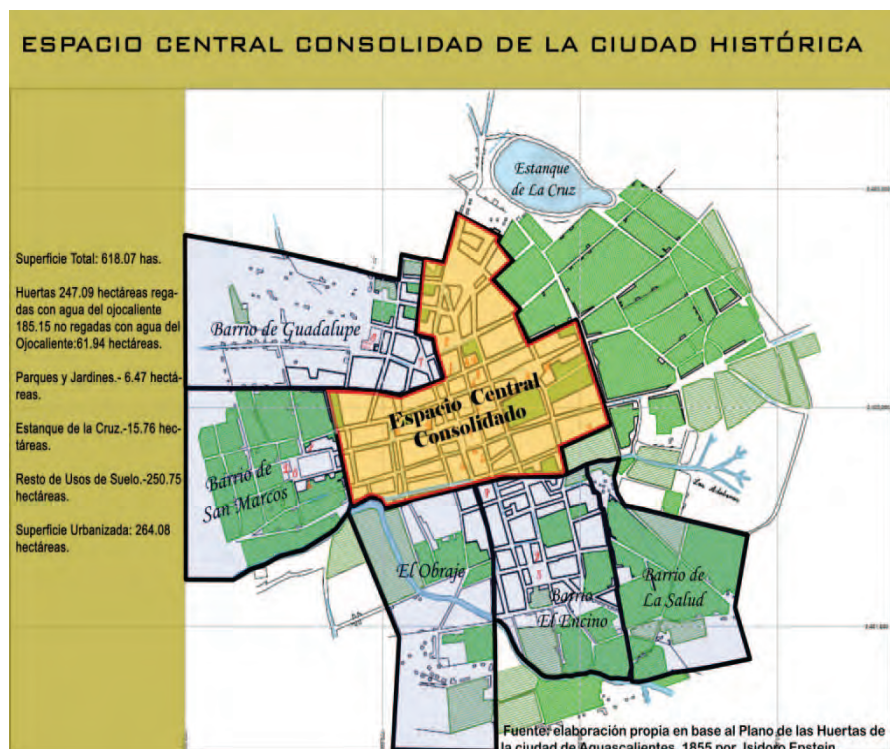 ESPACIO CENTRAL CONSOLIDAD DE LA CIUDAD HISTÓRICA
Estanque
de La Cruz
Superficie Total: 618.07 has.
Huertas 247.09 hectáreas rega-
das con agua del ojocaliente
185.15 no regadas con agua del
Ojocaliente:61.94 hectáreas.
Parques y Jardines.- 6.47 hectá-
reas.
Estanque de la Cruz.-15.76 hec-
táreas.
Resto de Usos de Suelo.-250.75
hectáreas.
Superficie Urbanizada: 264.08
hectáreas.
Barrio de Guadalupe
Espacio Central
Consolidado
Barrio de
San Marcos
El Obraje
Barrio
El Encino
Barrio de
La Salud
Fuente: elaboración propia en base al Plano de las Huertas de
la ciudad de Aguascalientes, 1855 por Isidoro Epstein